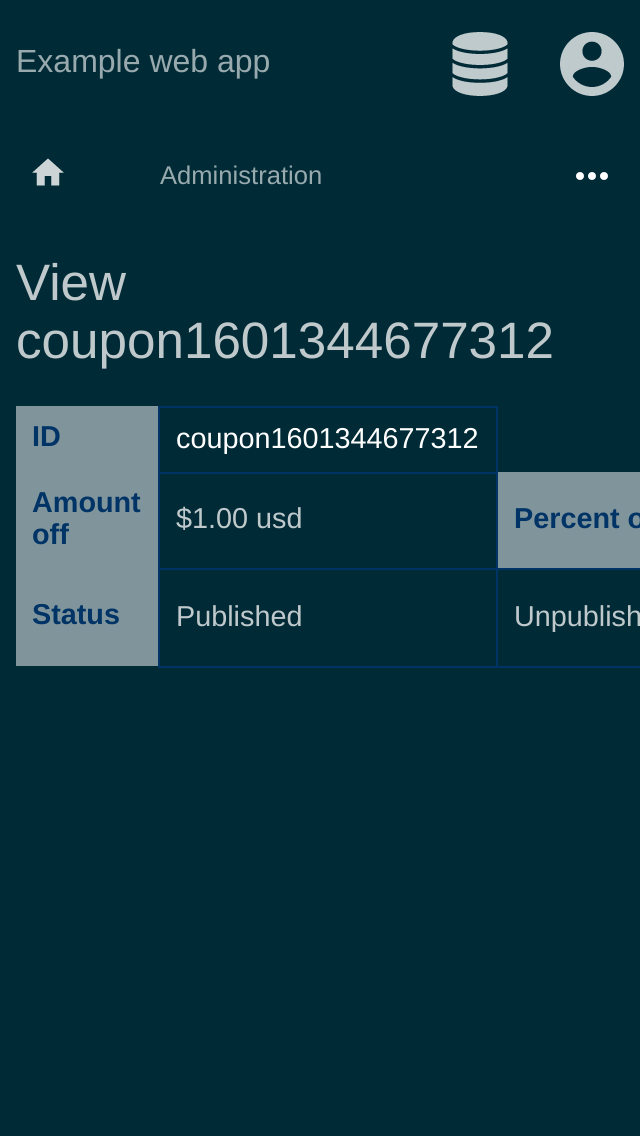 Example web app
Administration
View
coupon1601344677312
ID coupon1601344677312
Amount off $1.00 usd Percent o
Status Published Unpublish